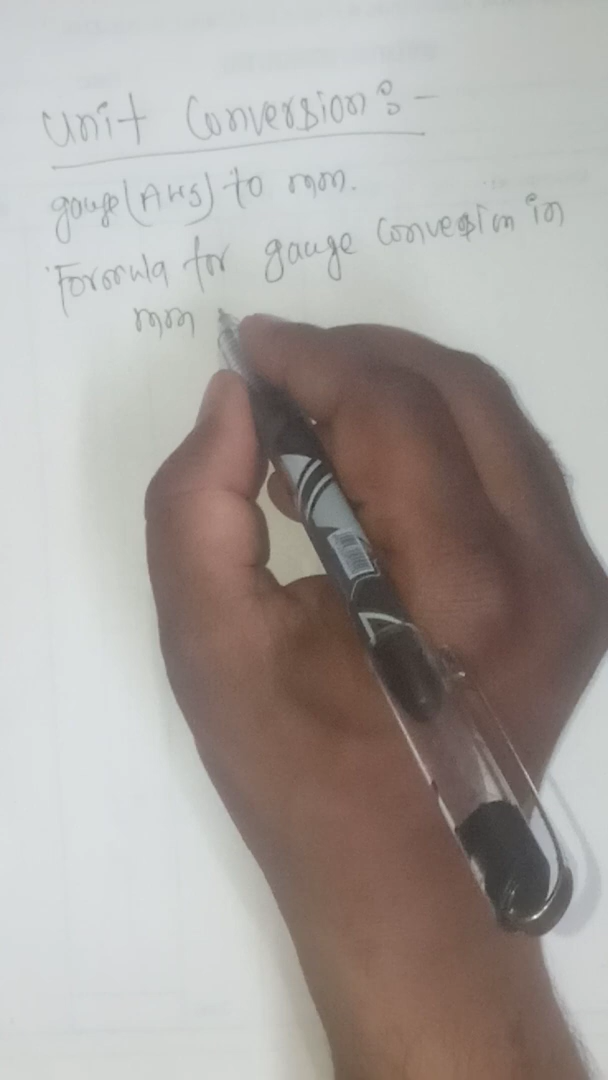 Unit Conversion :-
gauge (AWG) to mm.
Formula for gauge conversion in
mm